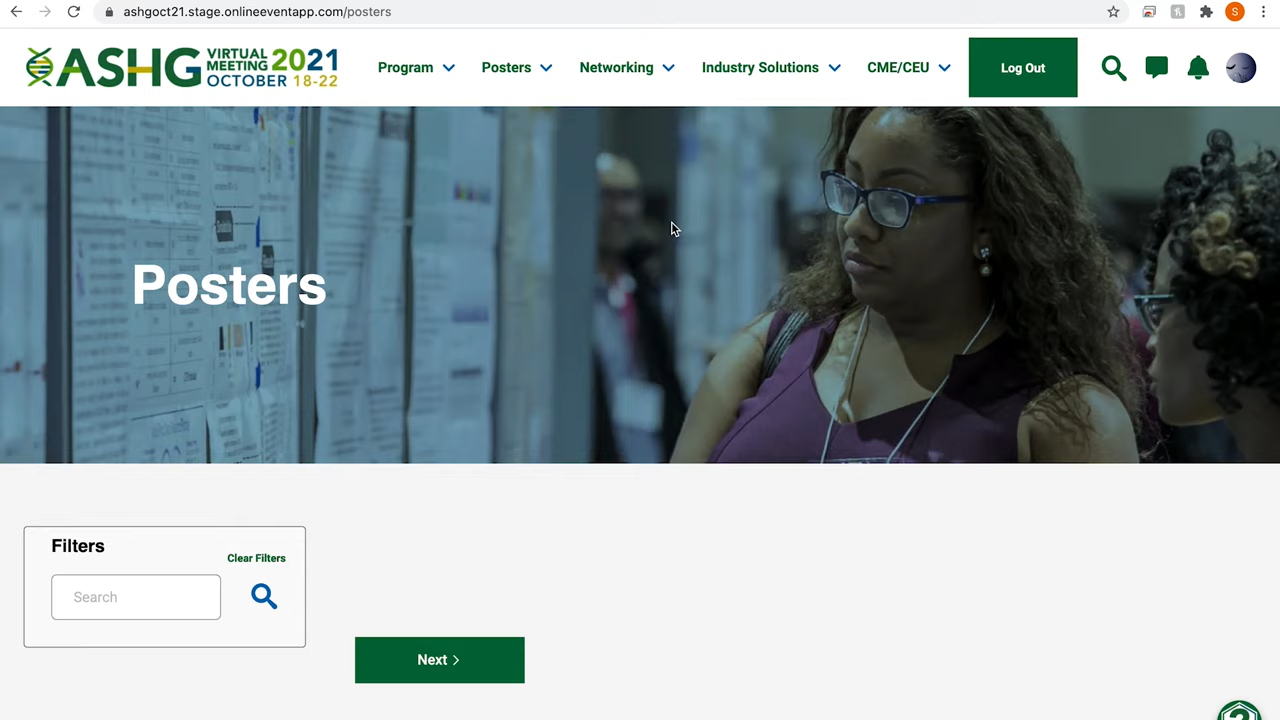 ashgoct21.stage.onlineeventapp.com/posters
S
ASHG VIRTUAL MEETING 2021 OCTOBER 18-22
Program
Posters
Networking
Industry Solutions
CME/CEU
Log Out
Posters
Filters
Clear Filters
Search
Next
?